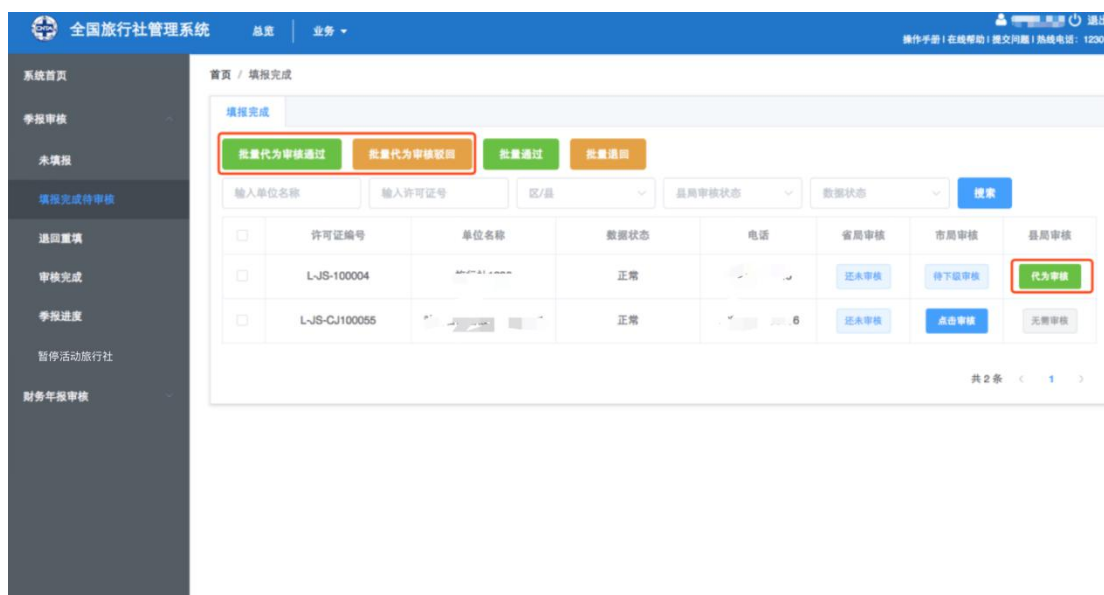 全国旅行社管理系统 总览 业务 退出
操作手册 | 在线帮助 | 提交问题 | 热线电话：1230
系统首页
季报审核
未填报
填报完成待审核
退回重填
审核完成
季报进度
暂停活动旅行社
财务年报审核
首页 / 填报完成
填报完成
批量代为审核通过 批量代为审核驳回 批量通过 批量退回
输入单位名称 输入许可证号 区/县 县局审核状态 数据状态 搜索
许可证编号 单位名称 数据状态 电话 省局审核 市局审核 县局审核
L-JS-100004 正常 还未审核 待下级审核 代为审核
L-JS-CJ100055 正常 6 还未审核 点击审核 无需审核
共 2 条 < 1 >